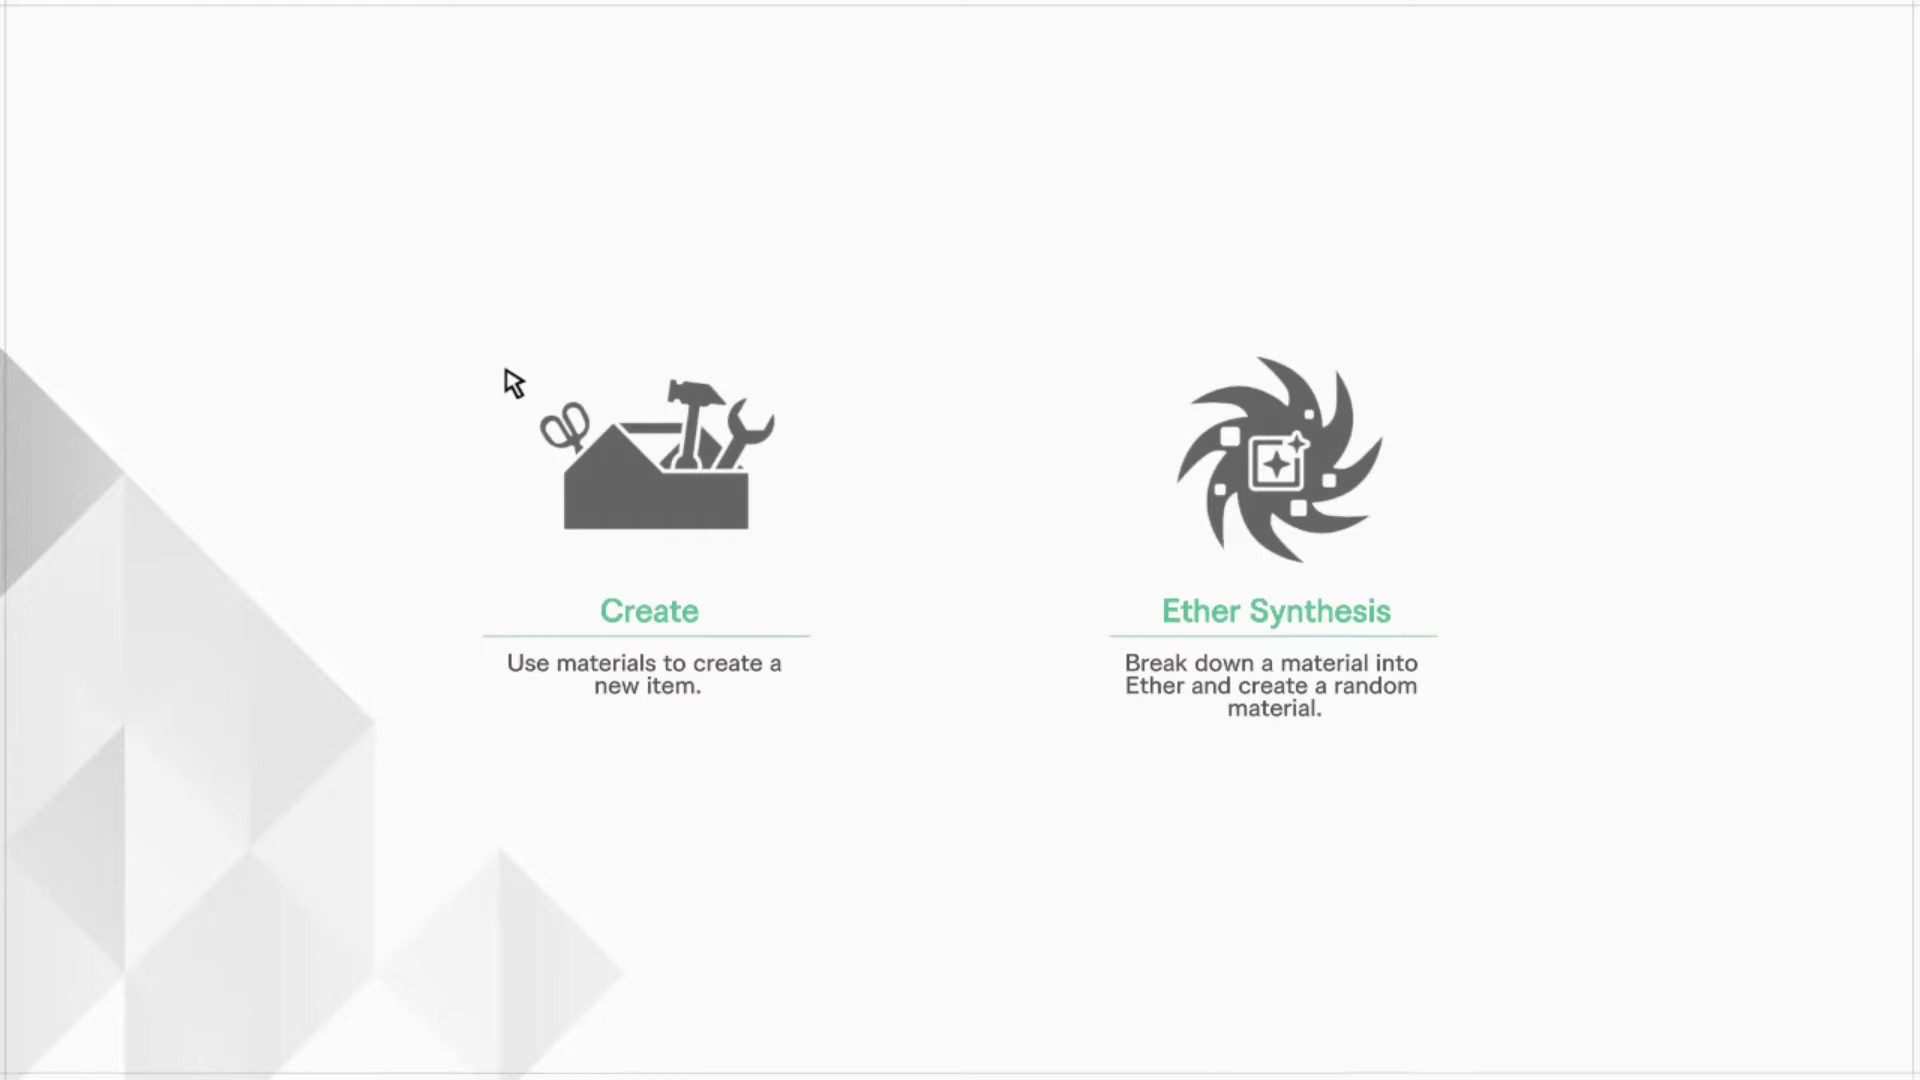 Create
Use materials to create a
new item.
Ether Synthesis
Break down a material into
Ether and create a random
material.